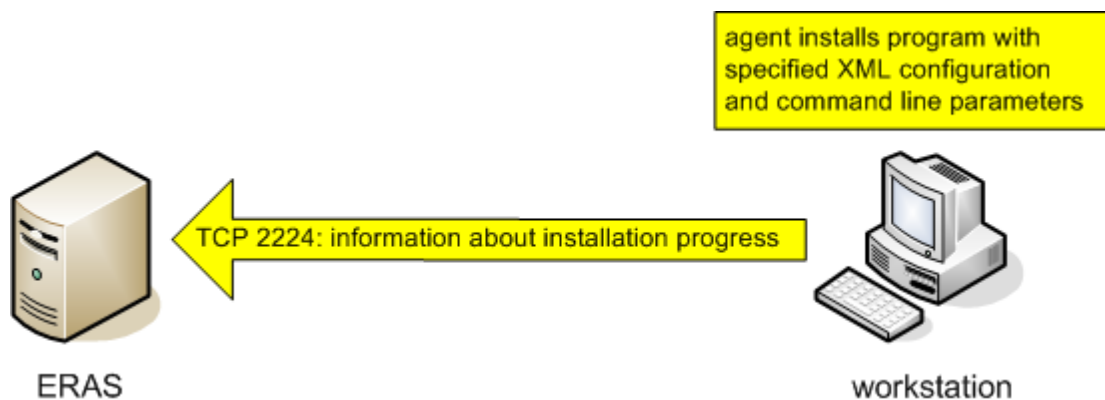 agent installs program with
specified XML configuration
and command line parameters
TCP 2224: information about installation progress
ERAS
workstation